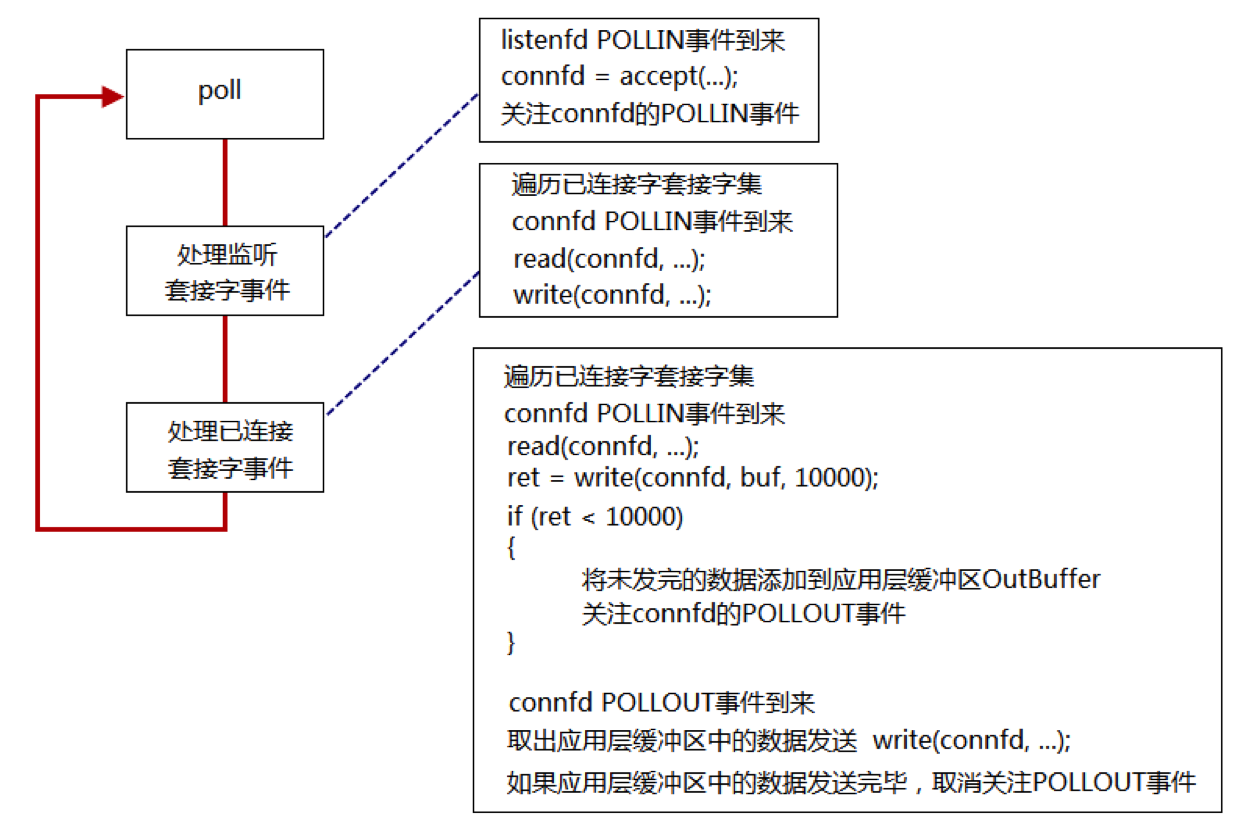 poll
处理监听
套接字事件
处理已连接
套接字事件
listenfd POLLIN事件到来
connfd = accept(...);
关注connfd的POLLIN事件
遍历已连接字套接字集
connfd POLLIN事件到来
read(connfd, ...);
write(connfd, ...);
遍历已连接字套接字集
connfd POLLIN事件到来
read(connfd, ...);
ret = write(connfd, buf, 10000);
if (ret < 10000)
{
将未发完的数据添加到应用层缓冲区OutBuffer
关注connfd的POLLOUT事件
}
connfd POLLOUT事件到来
取出应用层缓冲区中的数据发送 write(connfd, ...);
如果应用层缓冲区中的数据发送完毕，取消关注POLLOUT事件